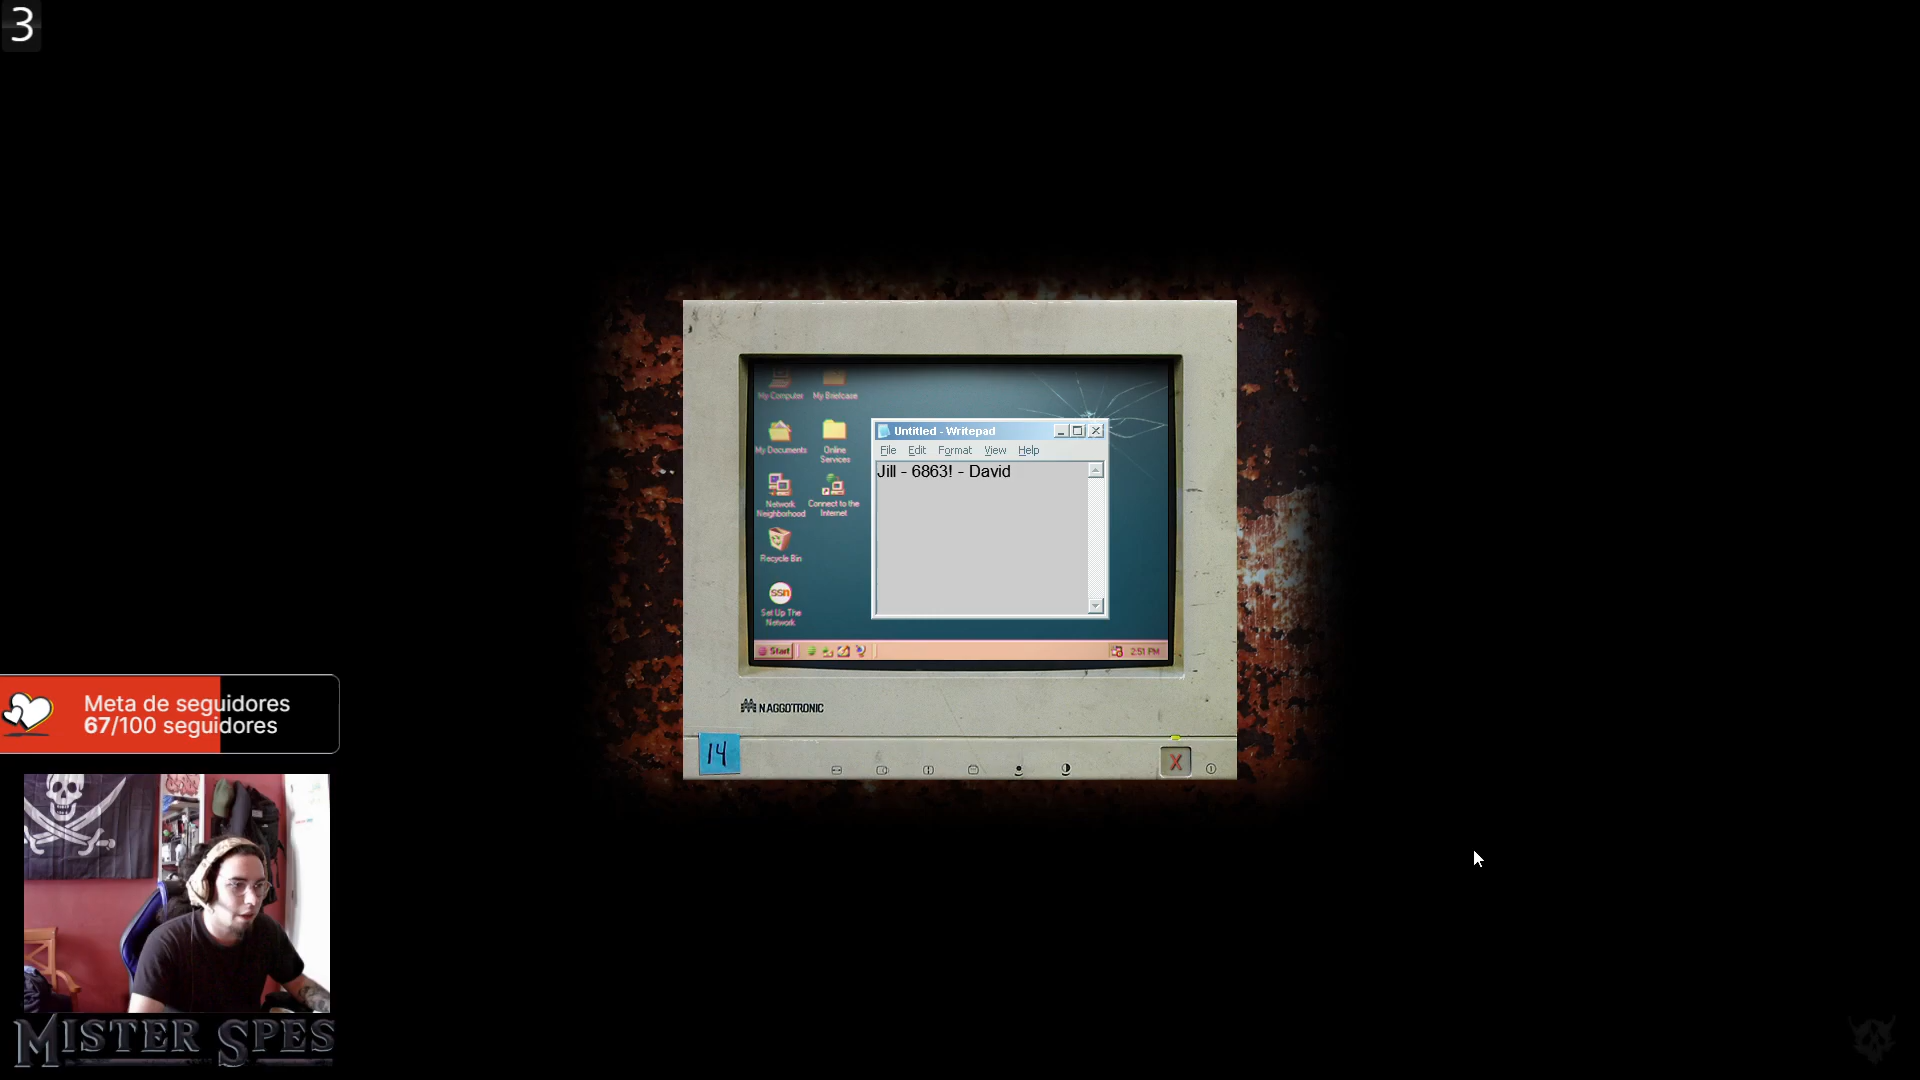 3
My Computer
My Briefcase
My Documents
Online
Services
Network
Neighborhood
Connect to the
Internet
Recycle Bin
ssn
Set Up The
Network
Untitled - Writepad
File Edit Format View Help
Jill - 6863! - David
Start
2:51 PM
NAGGOTRONIC
14
X
Meta de seguidores
67/100 seguidores
MISTER SPES